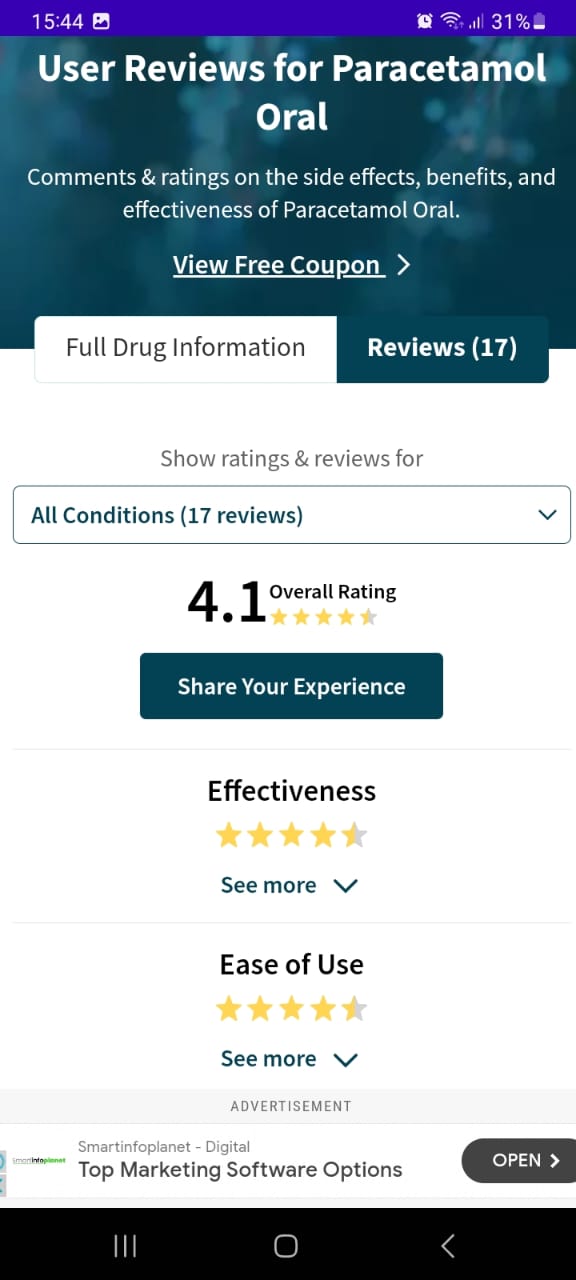 15:44
31%
User Reviews for Paracetamol
Oral
Comments & ratings on the side effects, benefits, and
effectiveness of Paracetamol Oral.
View Free Coupon
Full Drug Information
Reviews (17)
Show ratings & reviews for
All Conditions (17 reviews)
4.1
Overall Rating
Share Your Experience
Effectiveness
See more
Ease of Use
See more
ADVERTISEMENT
Smartinfoplanet - Digital
smartinfoplanet
Top Marketing Software Options
OPEN